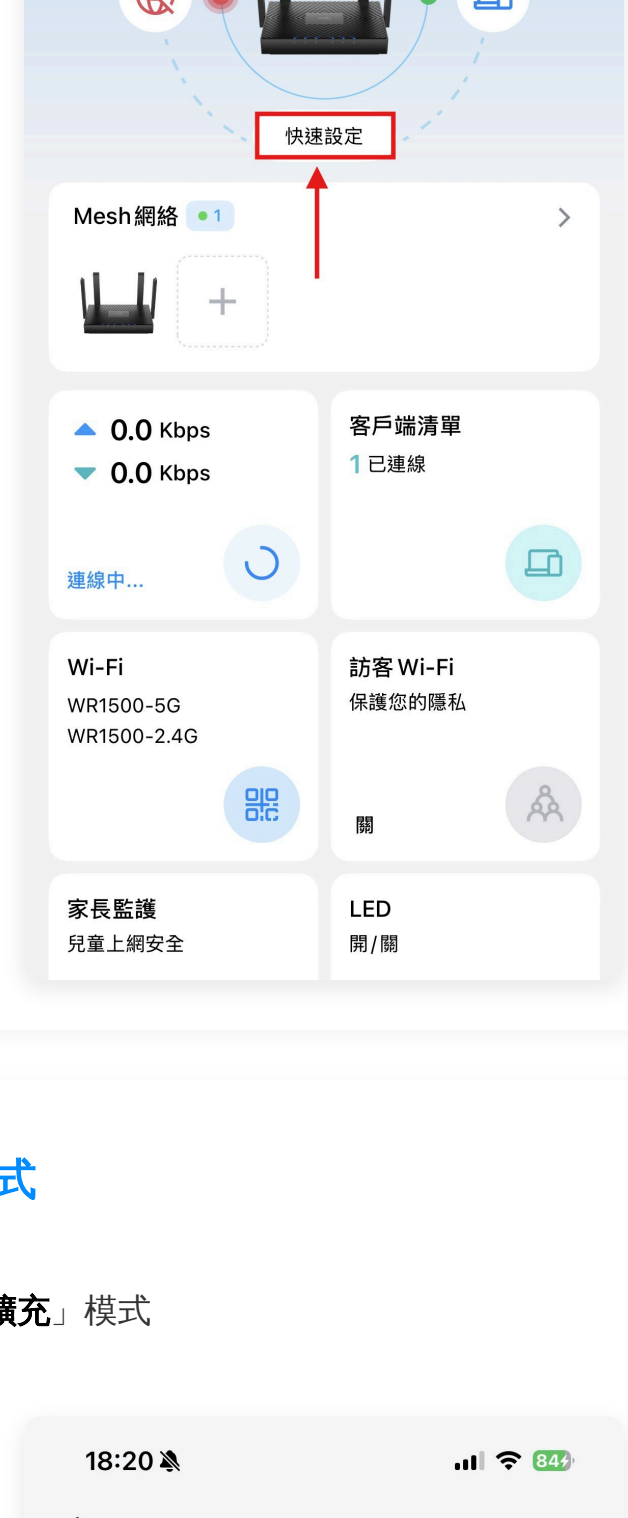 快速設定
Mesh網絡 1
0.0 Kbps
0.0 Kbps
連線中...
客戶端清單
1 已連線
Wi-Fi
WR1500-5G
WR1500-2.4G
訪客 Wi-Fi
保護您的隱私
關
家長監護
兒童上網安全
LED
開/關
式
擴充」模式
18:20
84